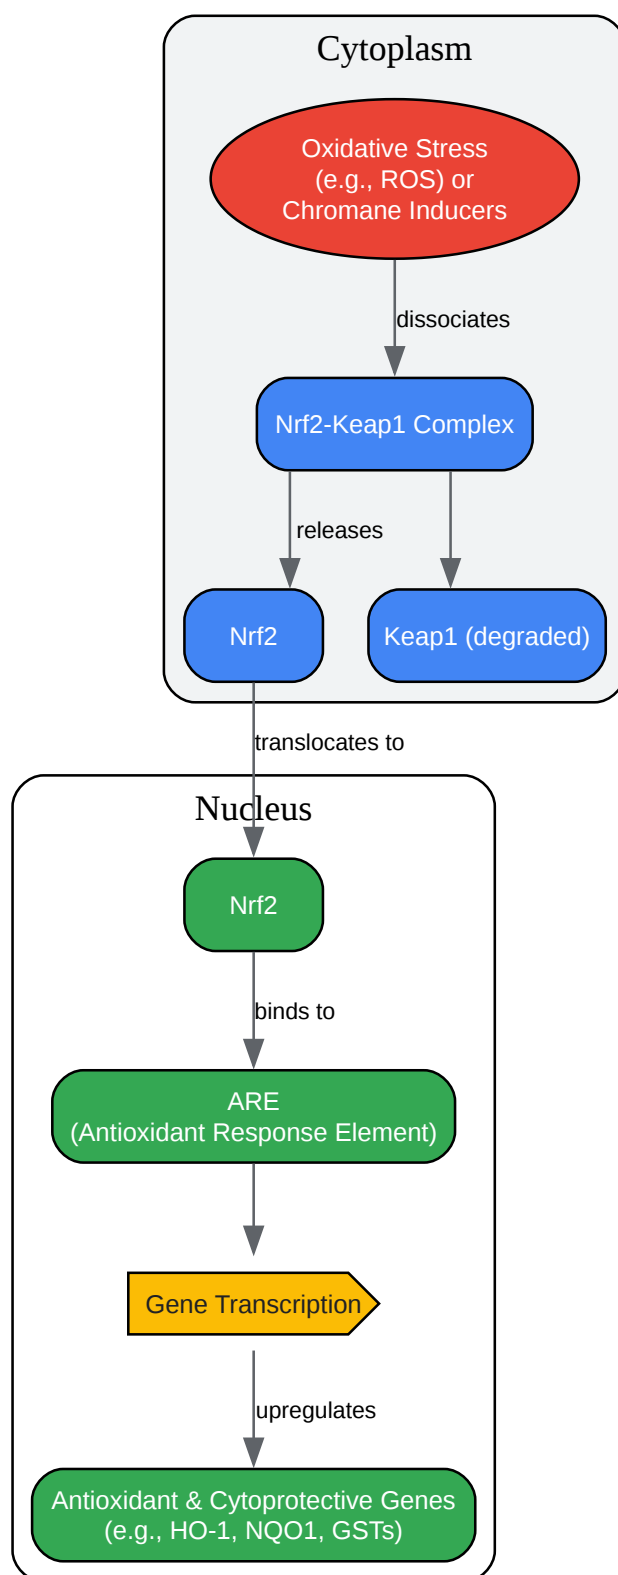 Cytoplasm
Oxidative Stress
(e.g., ROS) or
Chromane Inducers
dissociates
Nrf2-Keap1 Complex
releases
Nrf2
Keap1 (degraded)
translocates to
Nucleus
Nrf2
binds to
ARE
(Antioxidant Response Element)
Gene Transcription
upregulates
Antioxidant & Cytoprotective Genes
(e.g., HO-1, NQO1, GSTs)